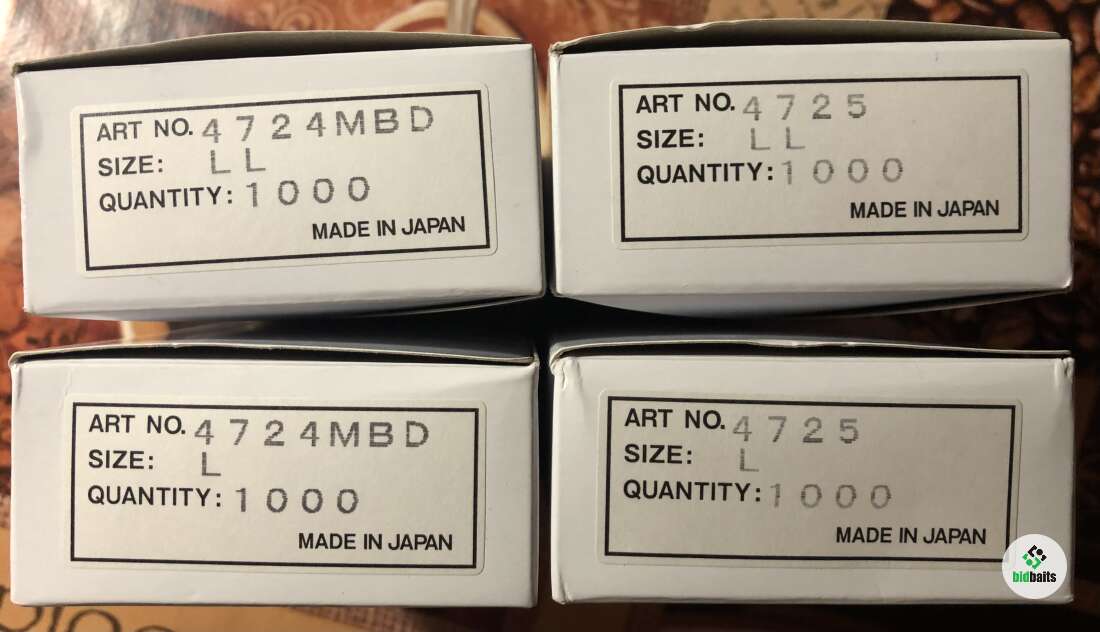 ART NO. 4724MBD
SIZE: LL
QUANTITY: 1000
MADE IN JAPAN
ART NO. 4725
SIZE: LL
QUANTITY: 1000
MADE IN JAPAN
ART NO. 4724MBD
SIZE: L
QUANTITY: 1000
MADE IN JAPAN
ART NO. 4725
SIZE: L
QUANTITY: 1000
MADE IN JAPAN
bidbaits